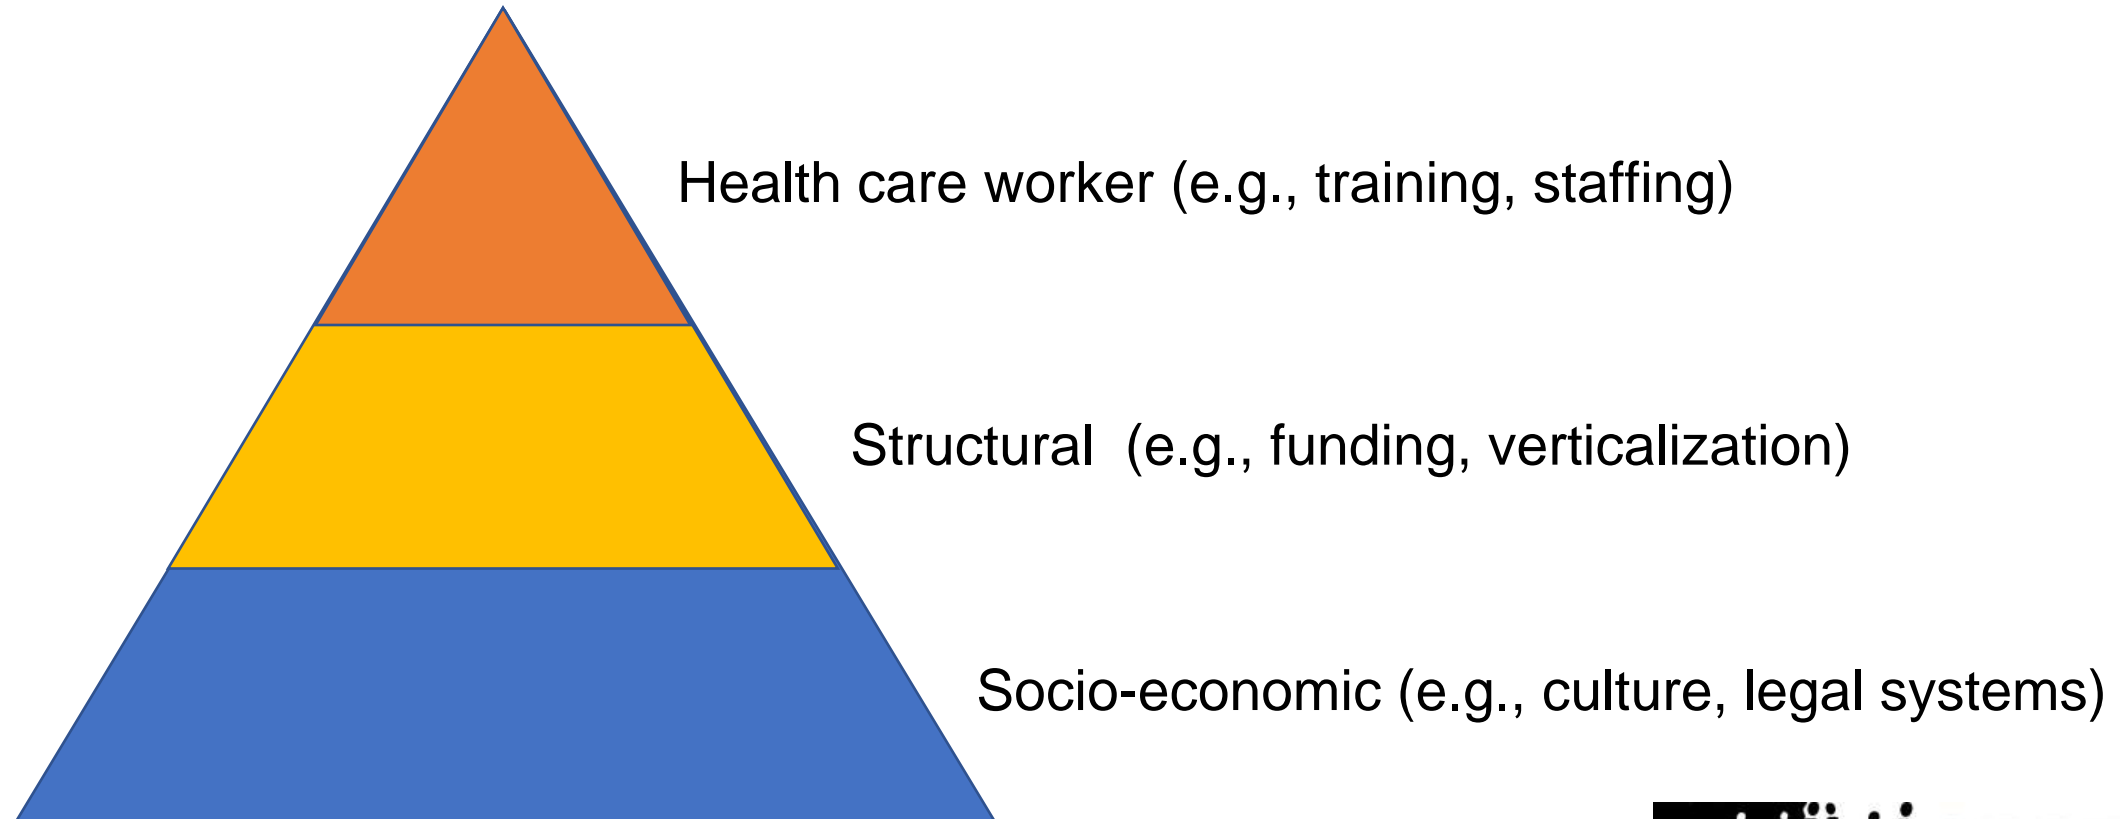 Health care worker (e.g., training, staffing)
Structural  (e.g., funding, verticalization)
Socio-economic (e.g., culture, legal systems)